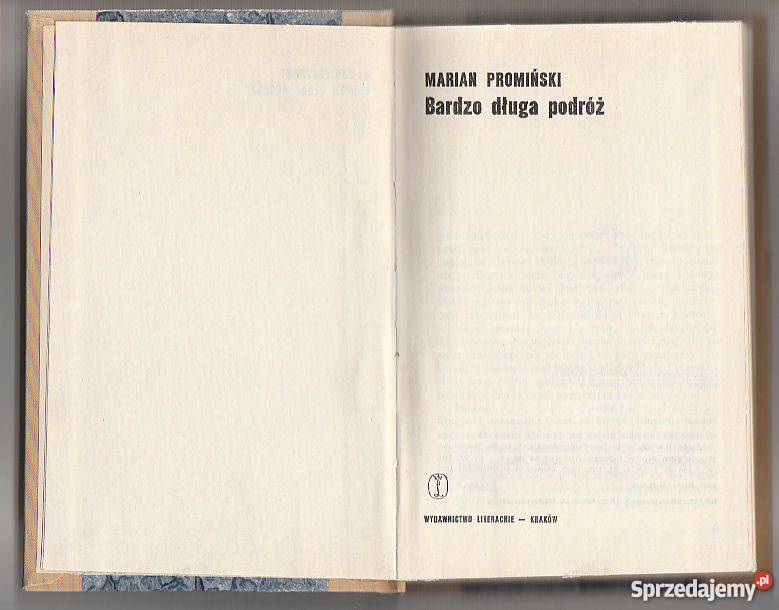 MARIAN PROMIŃSKI
Bardzo długa podróż
WYDAWNICTWO LITERACKIE — KRAKÓW
Sprzedajemy.pl